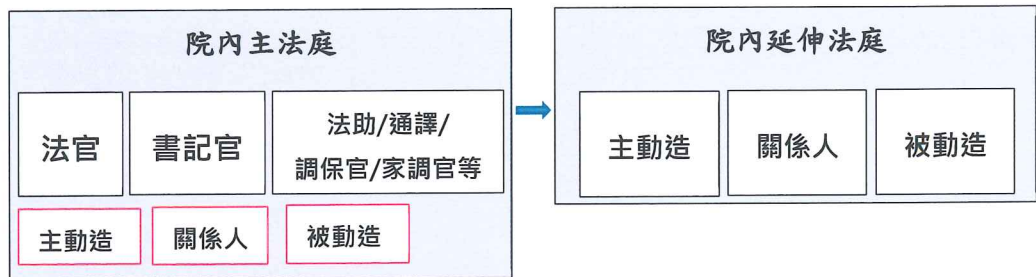 院內主法庭
法官
書記官
法助/通譯/
調保官/家調官等
主動造
關係人
被動造
院內延伸法庭
主動造
關係人
被動造